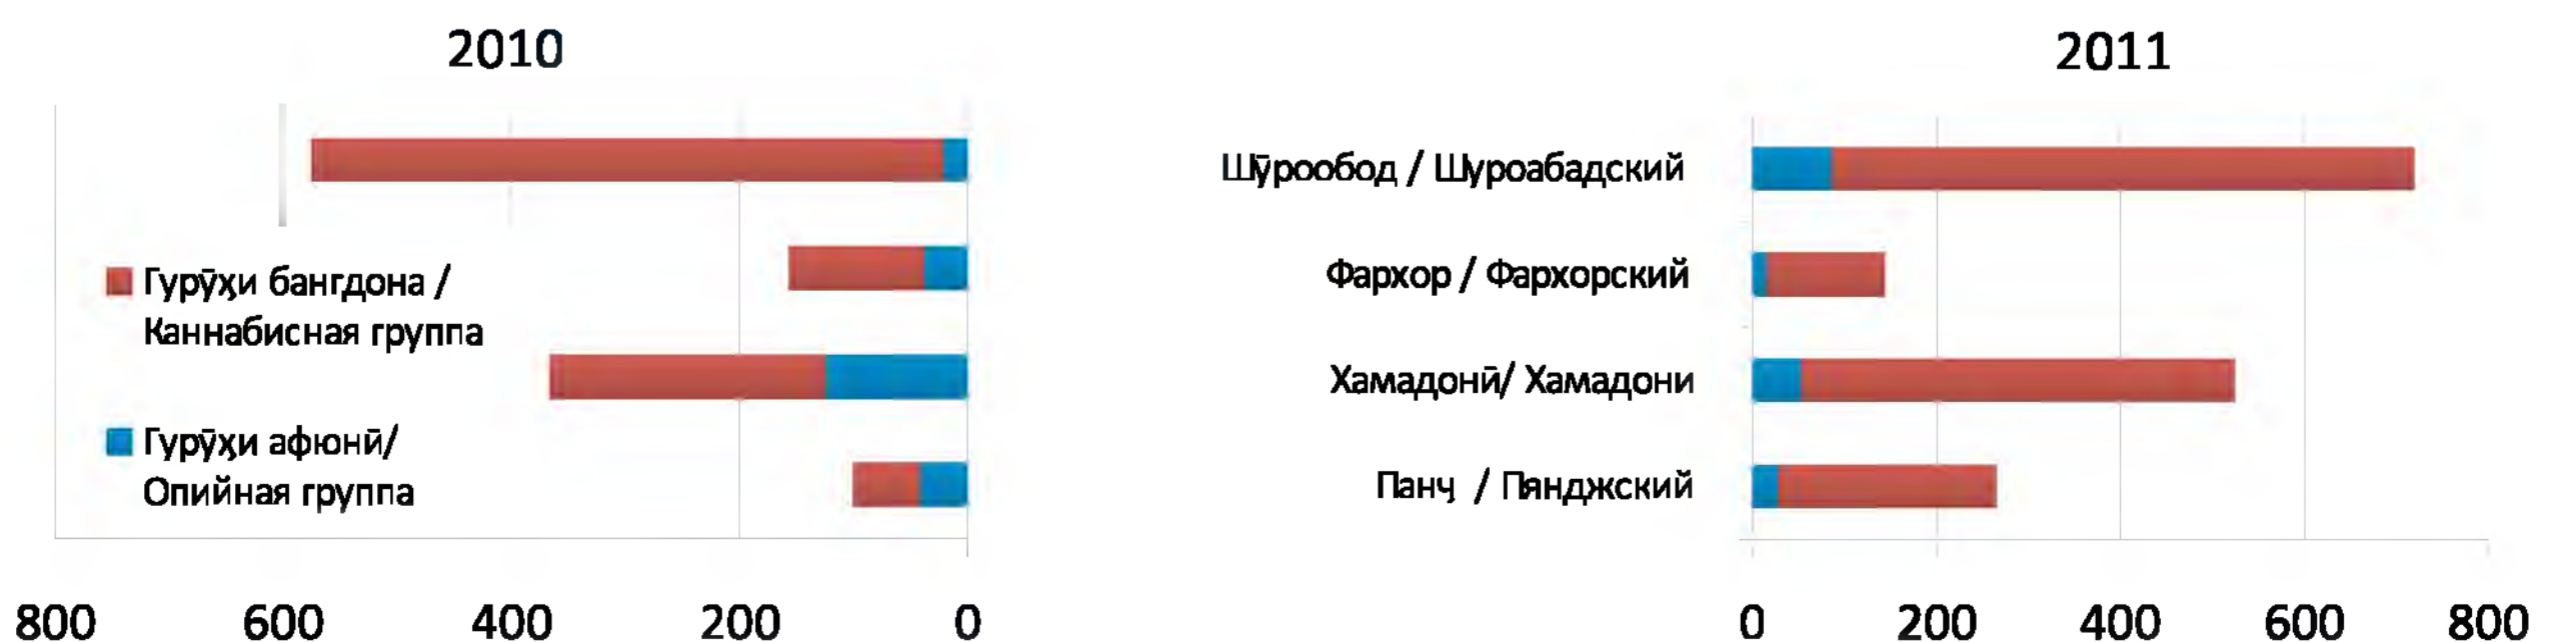 2010
2011
Шӯрообод / Шуроабадский
Фархор / Фархорский
Хамадонӣ/ Хамадони
Панҷ / Пянджский
Гурӯҳи бангдона /
Каннабисная группа
Гурӯҳи афюнӣ/
Опийная группа
800 600 400 200 0
0 200 400 600 800